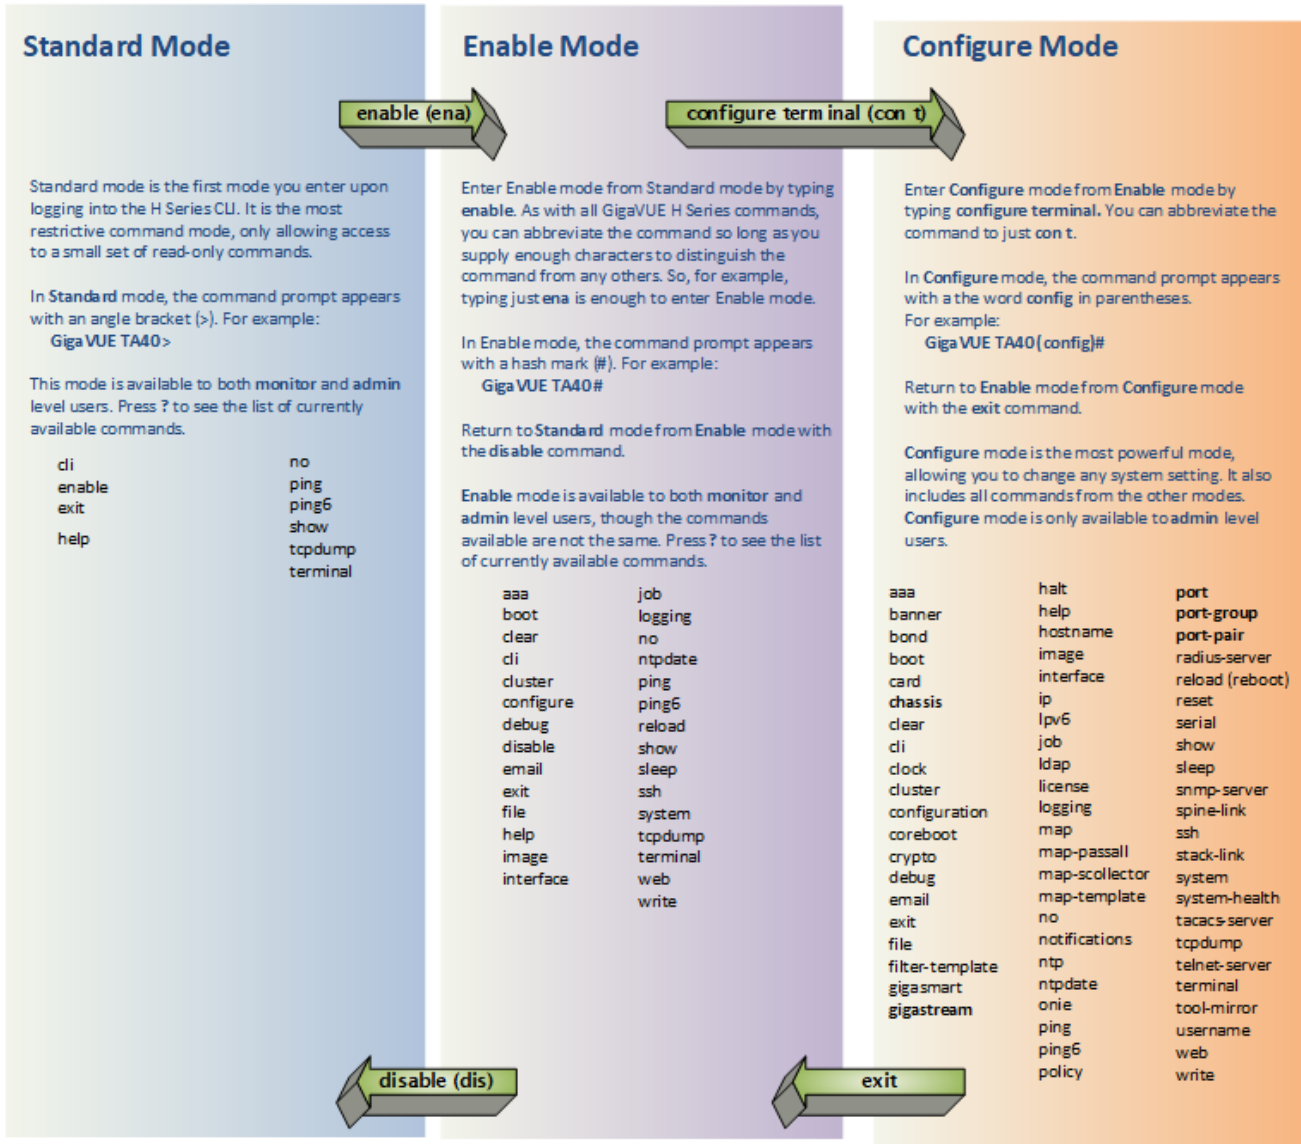 Standard Mode
enable (ena)
Standard mode is the first mode you enter upon
logging into the H Series CLI. It is the most
restrictive command mode, only allowing access
to a small set of read-only commands.
In Standard mode, the command prompt appears
with an angle bracket (>). For example:
GigaVUE TA40>
This mode is available to both monitor and admin
level users. Press ? to see the list of currently
available commands.
cli
enable
exit
help
no
ping
ping6
show
tcpdump
terminal
disable (dis)
Enable Mode
configure terminal (con t)
Enter Enable mode from Standard mode by typing
enable. As with all GigaVUE H Series commands,
you can abbreviate the command so long as you
supply enough characters to distinguish the
command from any others. So, for example,
typing just ena is enough to enter Enable mode.
In Enable mode, the command prompt appears
with a hash mark (#). For example:
GigaVUE TA40#
Return to Standard mode from Enable mode with
the disable command.
Enable mode is available to both monitor and
admin level users, though the commands
available are not the same. Press ? to see the list
of currently available commands.
aaa
boot
clear
cli
cluster
configure
debug
disable
email
exit
file
help
image
interface
job
logging
no
ntpdate
ping
ping6
reload
show
sleep
ssh
system
tcpdump
terminal
web
write
exit
Configure Mode
Enter Configure mode from Enable mode by
typing configure terminal. You can abbreviate the
command to just con t.
In Configure mode, the command prompt appears
with a the word config in parentheses.
For example:
GigaVUE TA40(config)#
Return to Enable mode from Configure mode
with the exit command.
Configure mode is the most powerful mode,
allowing you to change any system setting. It also
includes all commands from the other modes.
Configure mode is only available to admin level
users.
aaa
banner
bond
boot
card
chassis
clear
cli
clock
cluster
configuration
coreboot
crypto
debug
email
exit
file
filter-template
gigasmart
gigastream
halt
help
hostname
image
interface
ip
Ipv6
job
ldap
license
logging
map
map-passall
map-scollector
map-template
no
notifications
ntp
ntpdate
onie
ping
ping6
policy
port
port-group
port-pair
radius-server
reload (reboot)
reset
serial
show
sleep
snmp-server
spine-link
ssh
stack-link
system
system-health
tacacs-server
tcpdump
telnet-server
terminal
tool-mirror
username
web
write